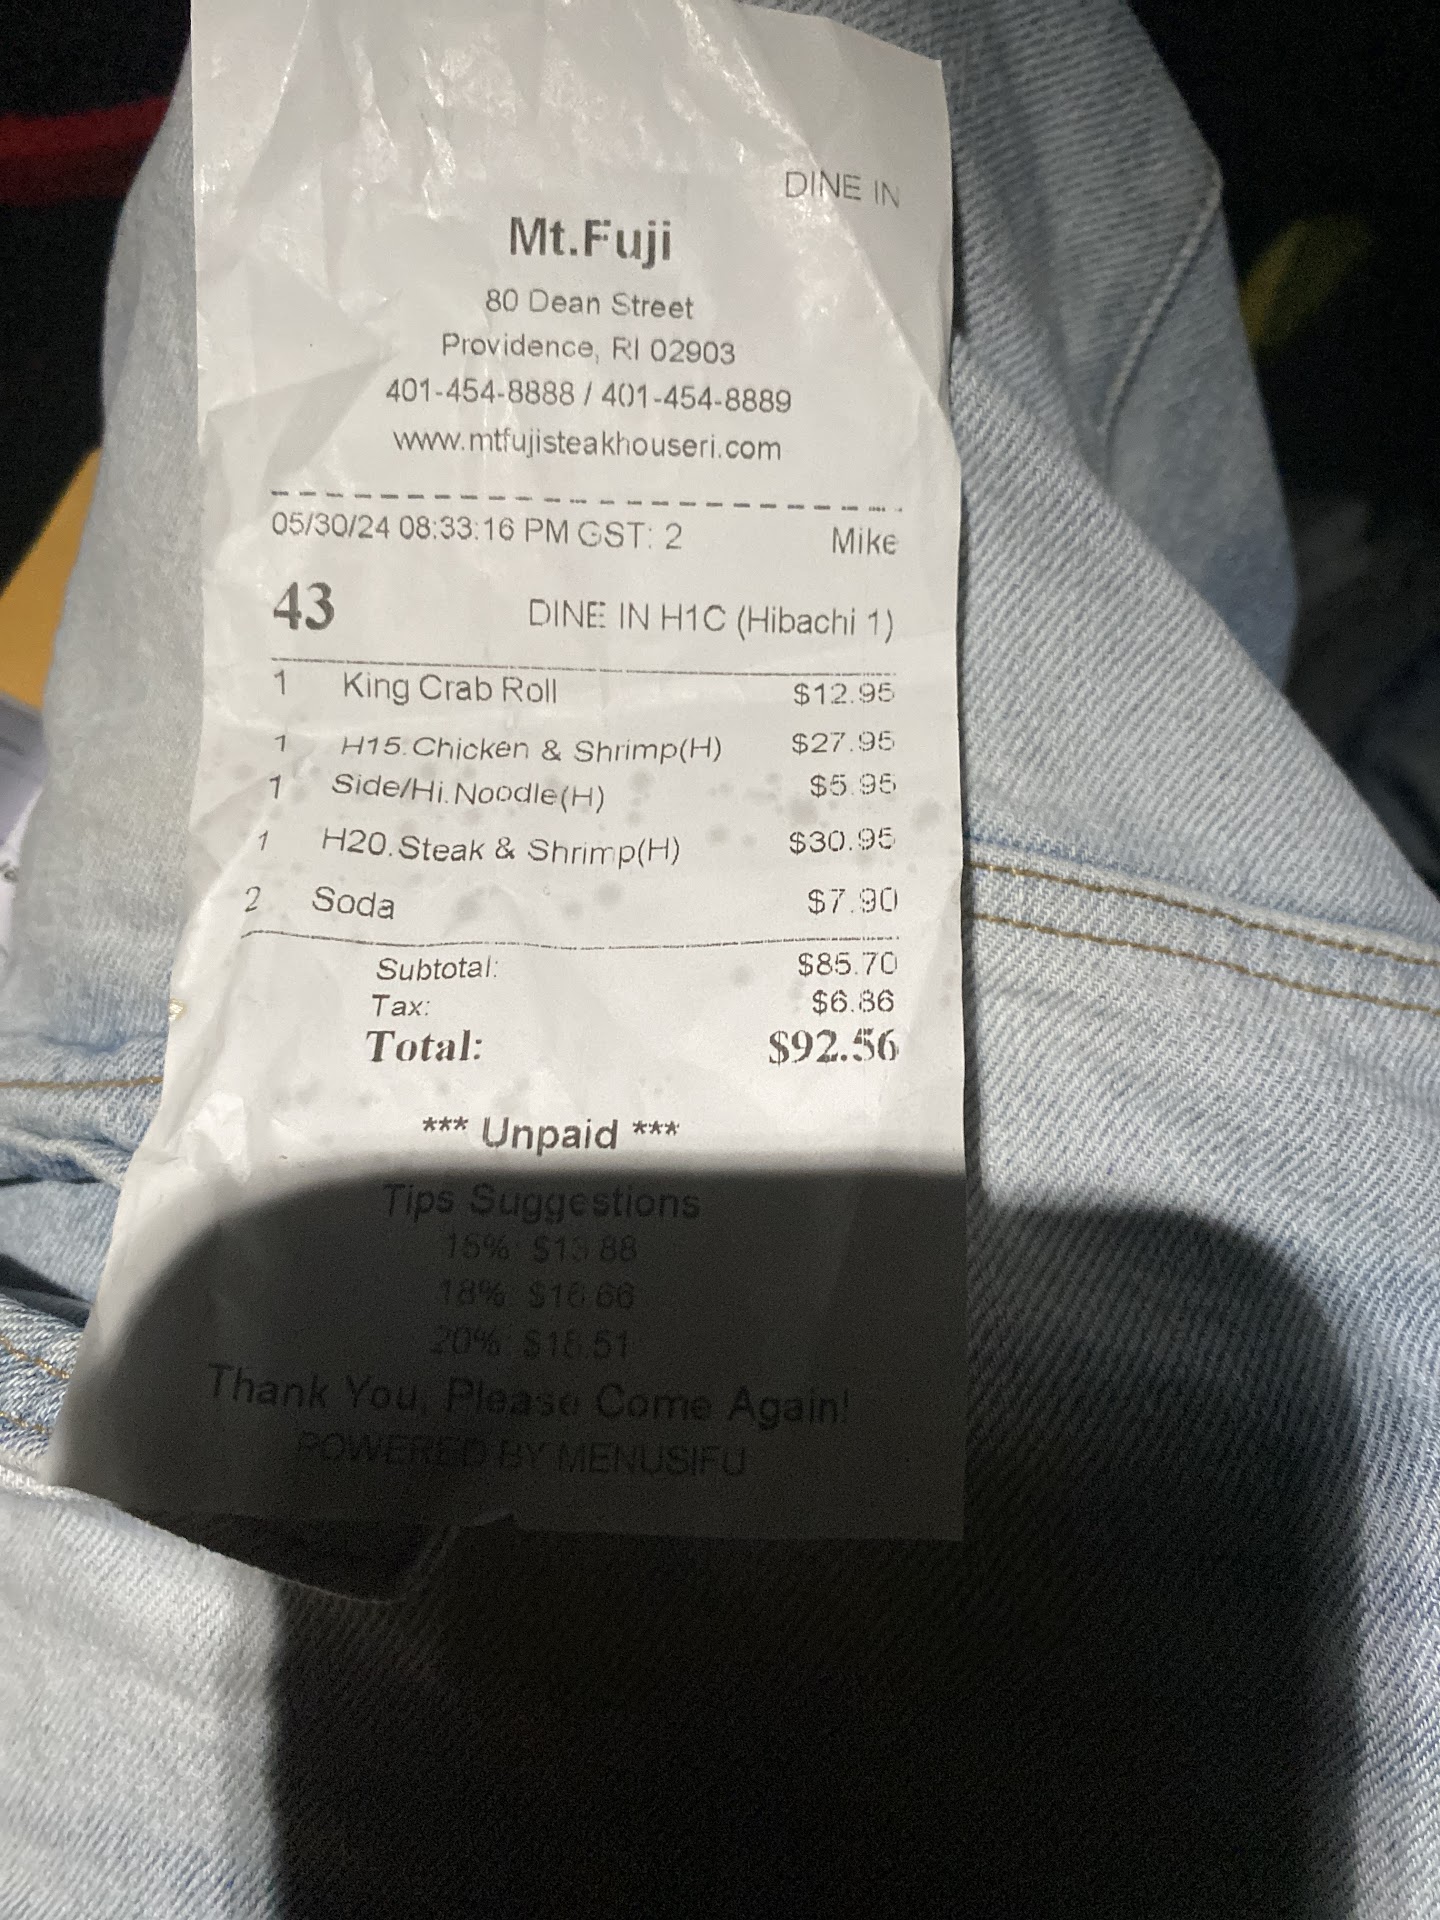 DINE IN
Mt.Fuji
80 Dean Street
Providence, RI 02903
401-454-8888 / 401-454-8889
www.mtfujisteakhouseri.com
05/30/24 08:33:16 PM GST: 2 Mike
43 DINE IN H1C (Hibachi 1)
1 King Crab Roll $12.95
1 H15.Chicken & Shrimp(H) $27.95
1 Side/Hi.Noodle(H) $5.95
1 H20.Steak & Shrimp(H) $30.95
2 Soda $7.90
Subtotal: $85.70
Tax: $6.86
Total: $92.56
*** Unpaid ***
Tips Suggestions
15%: $13.88
18%: $16.66
20%: $18.51
Thank You, Please Come Again!
POWERED BY MENUSIFU